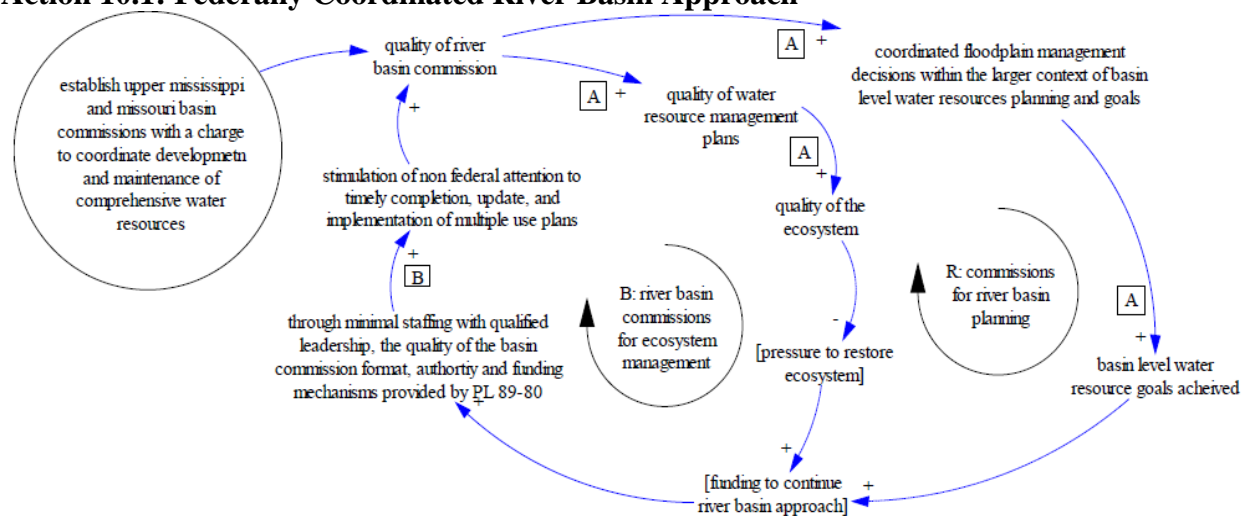 Action 10.1: Federally Coordinated River Basin Approach
establish upper mississippi
and missouri basin
commissions with a charge
to coordinate developmetn
and maintenance of
comprehensive water
resources
quality of river
basin commission
+
A
+
coordinated floodplain management
decisions within the larger context of basin
level water resources planning and goals
A
+
quality of water
resource management
plans
A
+
stimulation of non federal attention to
timely completion, update, and
implementation of multiple use plans
quality of the
ecosystem
+
B
B: river basin
commissions
for ecosystem
management
R: commissions
for river basin
planning
A
+
through minimal staffing with qualified
leadership, the quality of the basin
commission format, authortiy and funding
mechanisms provided by PL 89-80
+
-
[pressure to restore
ecosystem]
basin level water
resource goals acheived
+
[funding to continue
river basin approach]
+